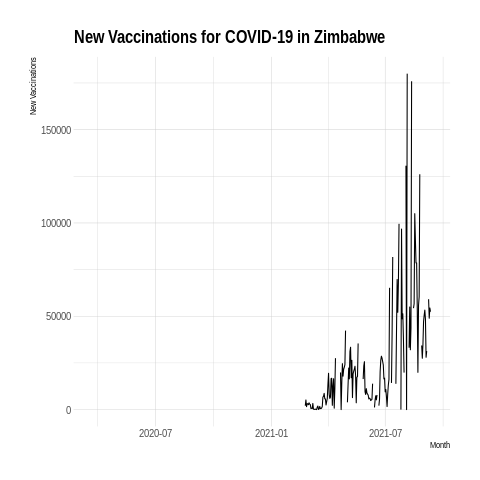 New Vaccinations for COVID-19 in Zimbabwe
New Vaccinations
150000
100000
50000
0
2020-07 2021-01 2021-07
Month